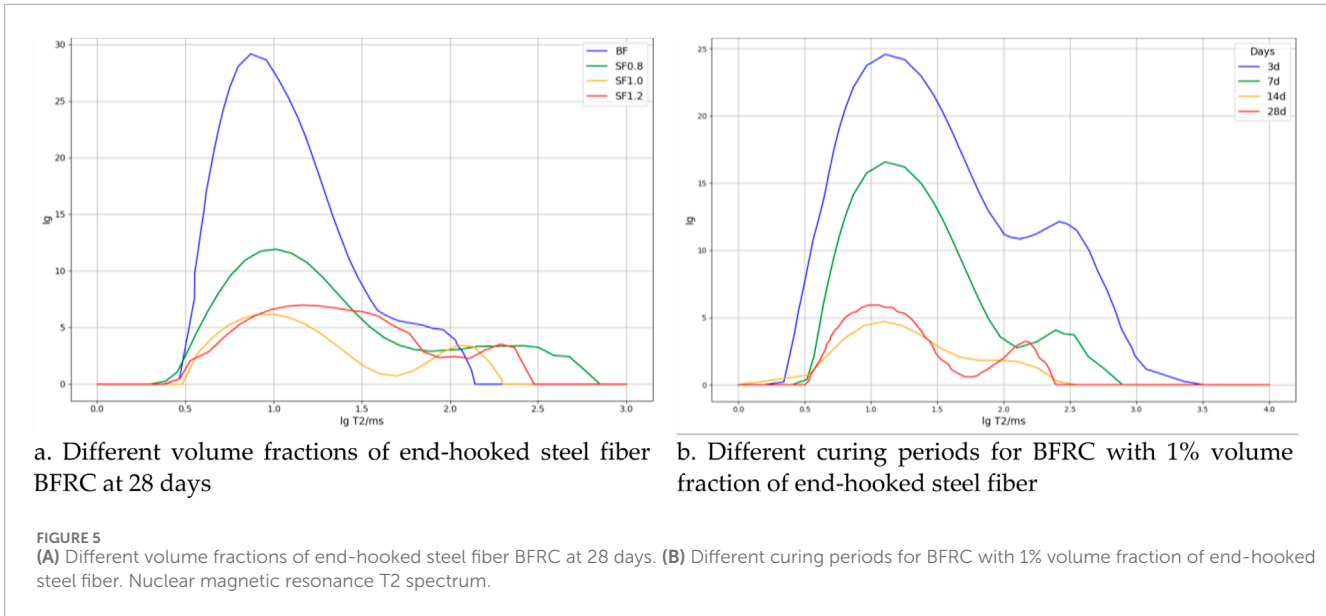 30
25
20
15
10
5
0
lg
0.0 0.5 1.0 1.5 2.0 2.5 3.0
lg T2/ms
BF
SF0.8
SF1.0
SF1.2
25
20
15
10
5
0
lg
0.0 0.5 1.0 1.5 2.0 2.5 3.0 3.5 4.0
lg T2/ms
Days
3d
7d
14d
28d
a. Different volume fractions of end-hooked steel fiber
BFRC at 28 days
b. Different curing periods for BFRC with 1% volume
fraction of end-hooked steel fiber
FIGURE 5
(A) Different volume fractions of end-hooked steel fiber BFRC at 28 days. (B) Different curing periods for BFRC with 1% volume fraction of end-hooked
steel fiber. Nuclear magnetic resonance T2 spectrum.